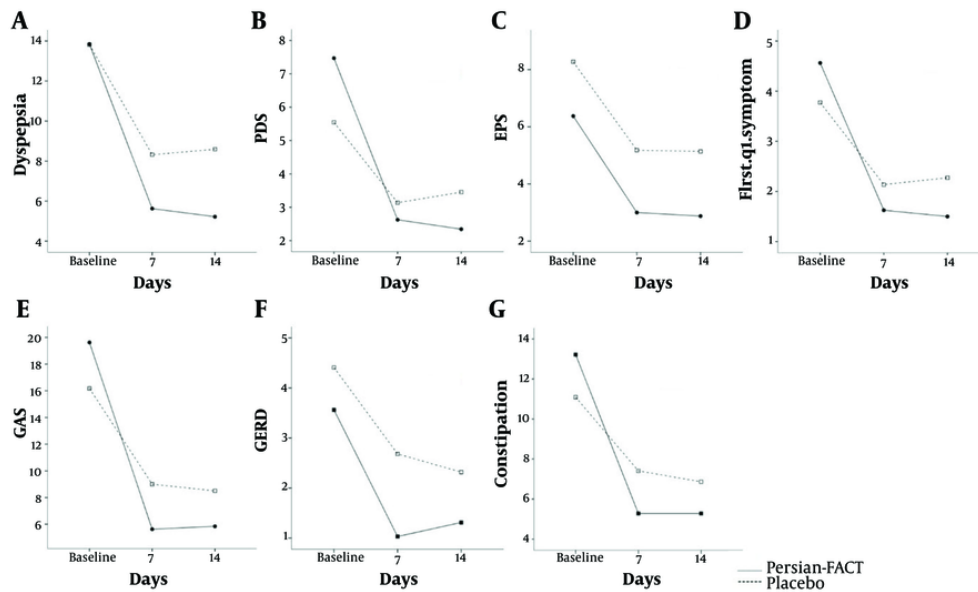 A
Dyspepsia
14
12
10
8
6
4
Baseline 7 14
Days
B
PDS
8
7
6
5
4
3
2
Baseline 7 14
Days
C
EPS
8
6
4
2
Baseline 7 14
Days
D
FIrst.q1.symptom
5
4
3
2
1
Baseline 7 14
Days
E
GAS
20
18
16
14
12
10
8
6
Baseline 7 14
Days
F
GERD
5
4
3
2
1
Baseline 7 14
Days
G
Constipation
14
12
10
8
6
4
Baseline 7 14
Days
Persian-FACT
Placebo